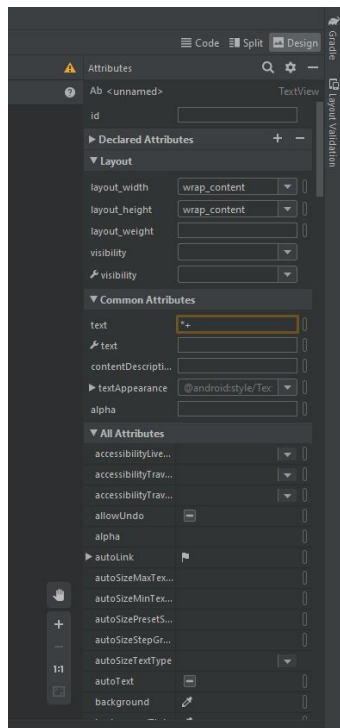 Code Split Design
Attributes
Ab <unnamed> TextView
id
Declared Attributes
Layout
layout_width wrap_content
layout_height wrap_content
layout_weight
visibility
visibility
Common Attributes
text *+
text
contentDescripti...
textAppearance @android:style/Tex
alpha
All Attributes
accessibilityLive...
accessibilityTrav...
accessibilityTrav...
allowUndo
alpha
autoLink
autoSizeMaxTex...
autoSizeMinTex...
autoSizePresetS...
autoSizeStepGr...
autoSizeTextType
autoText
background
1:1
Gradle
Layout Validation